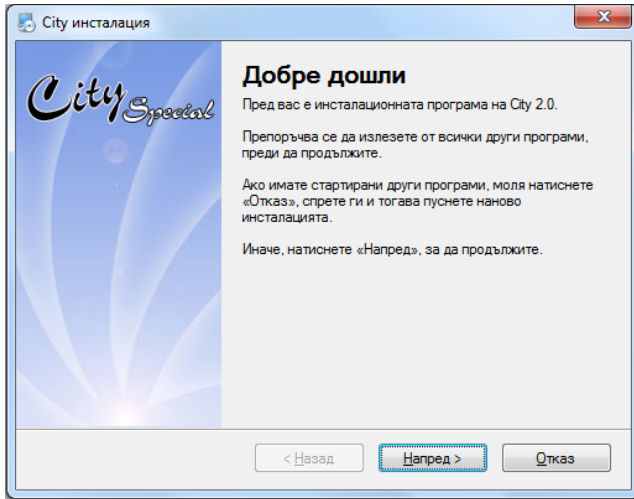 City инсталация
City Special
Добре дошли
Пред вас е инсталационната програма на City 2.0.
Препоръчва се да излезете от всички други програми,
преди да продължите.
Ако имате стартирани други програми, моля натиснете
«Отказ», спрете ги и тогава пуснете наново
инсталацията.
Иначе, натиснете «Напред», за да продължите.
< Назад
Напред >
Отказ